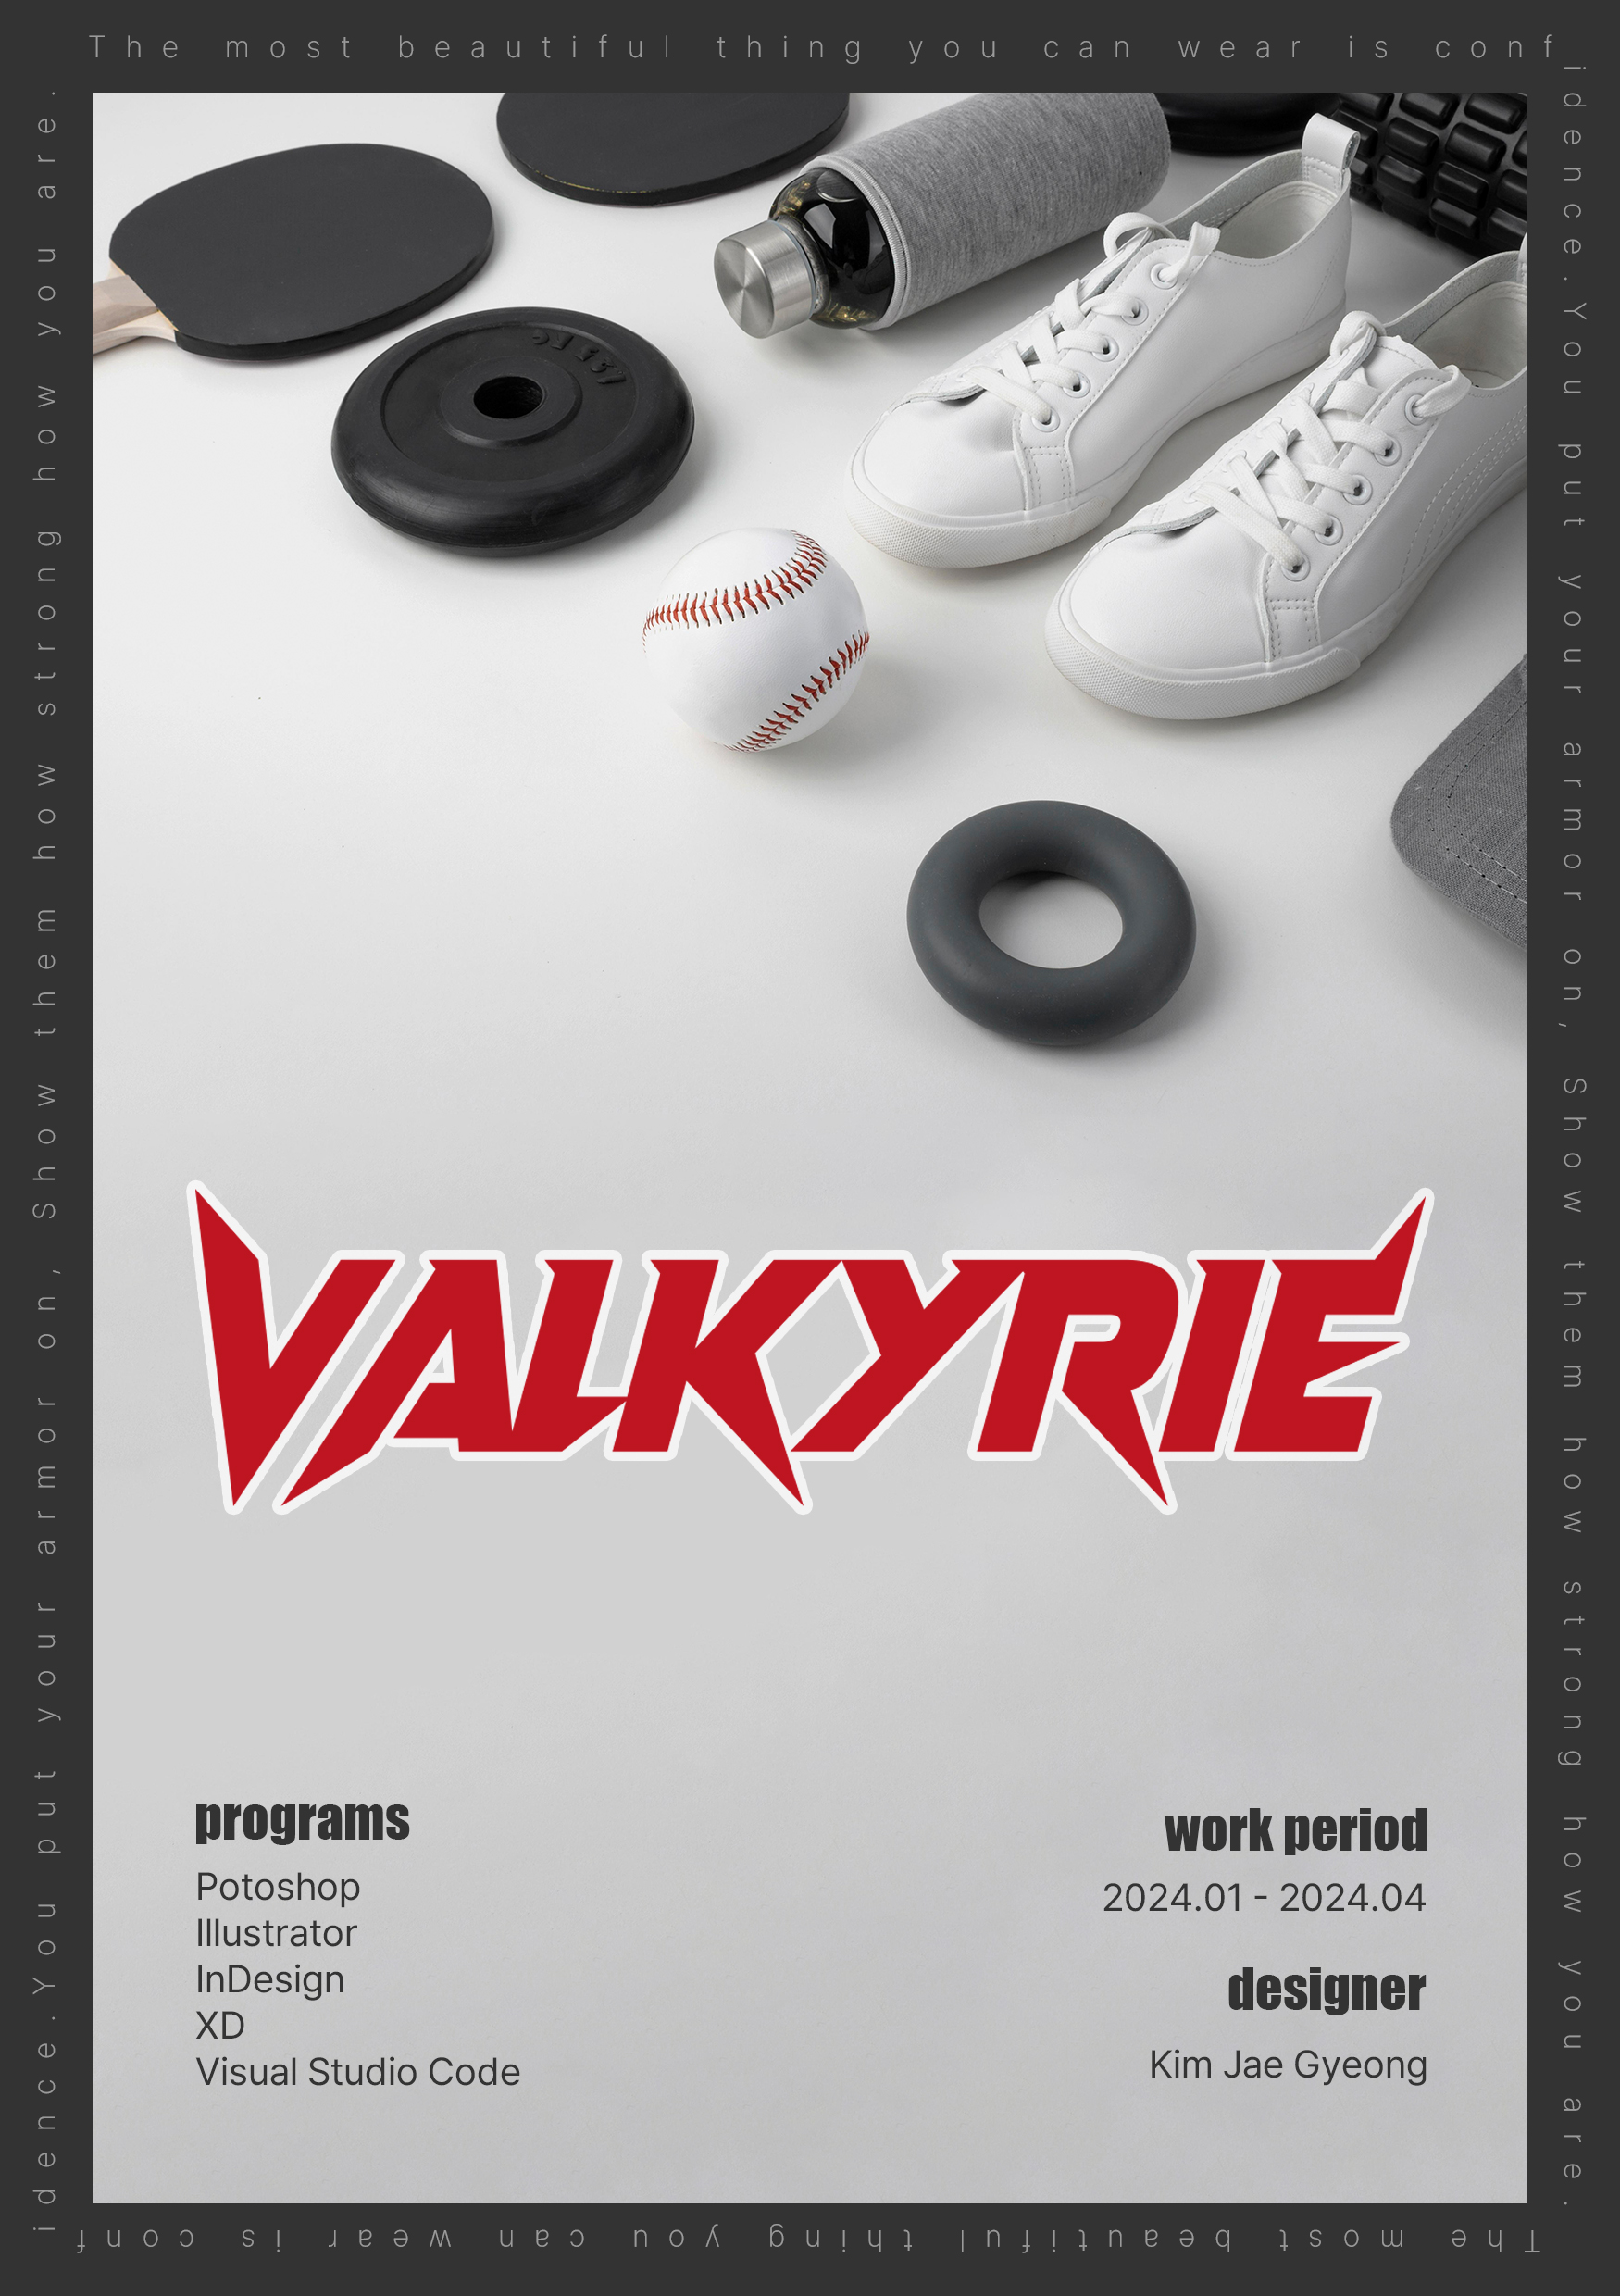 The most beautiful thing you can wear is conf
idence. You put your armor on, Show them how strong how you are.
VALKYRIE
programs
Potoshop
Illustrator
InDesign
XD
Visual Studio Code
work period
2024.01 - 2024.04
designer
Kim Jae Gyeong
The most beautiful thing you can wear is conf
idence. You put your armor on, Show them how strong how you are.